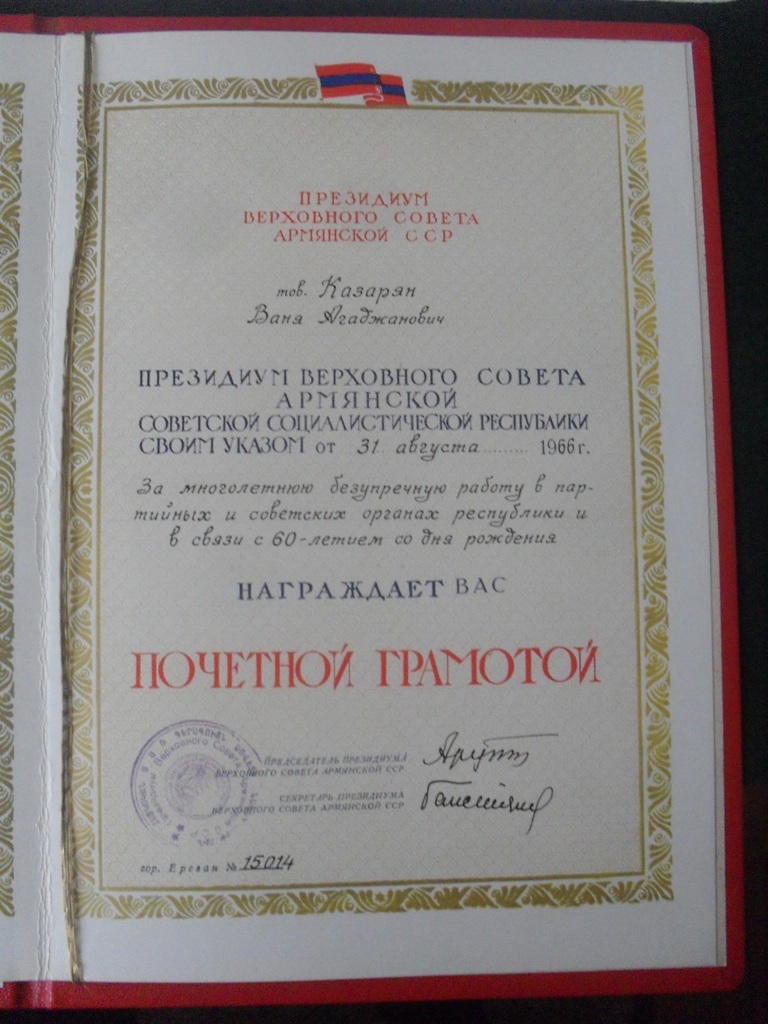 ПРЕЗИДИУМ
ВЕРХОВНОГО СОВЕТА
АРМЯНСКОЙ ССР
тов. Казарян
Ваня Агаджанович
ПРЕЗИДИУМ ВЕРХОВНОГО СОВЕТА
АРМЯНСКОЙ
СОВЕТСКОЙ СОЦИАЛИСТИЧЕСКОЙ РЕСПУБЛИКИ
СВОИМ УКАЗОМ от 31 августа 1966 г.
За многолетнюю безупречную работу в пар-
тийных и советских органах республики и
в связи с 60-летием со дня рождения
НАГРАЖДАЕТ ВАС
ПОЧЕТНОЙ ГРАМОТОЙ
ПРЕДСЕДАТЕЛЬ ПРЕЗИДИУМА
ВЕРХОВНОГО СОВЕТА АРМЯНСКОЙ ССР
СЕКРЕТАРЬ ПРЕЗИДИУМА
ВЕРХОВНОГО СОВЕТА АРМЯНСКОЙ ССР
гор. Ереван № 15014